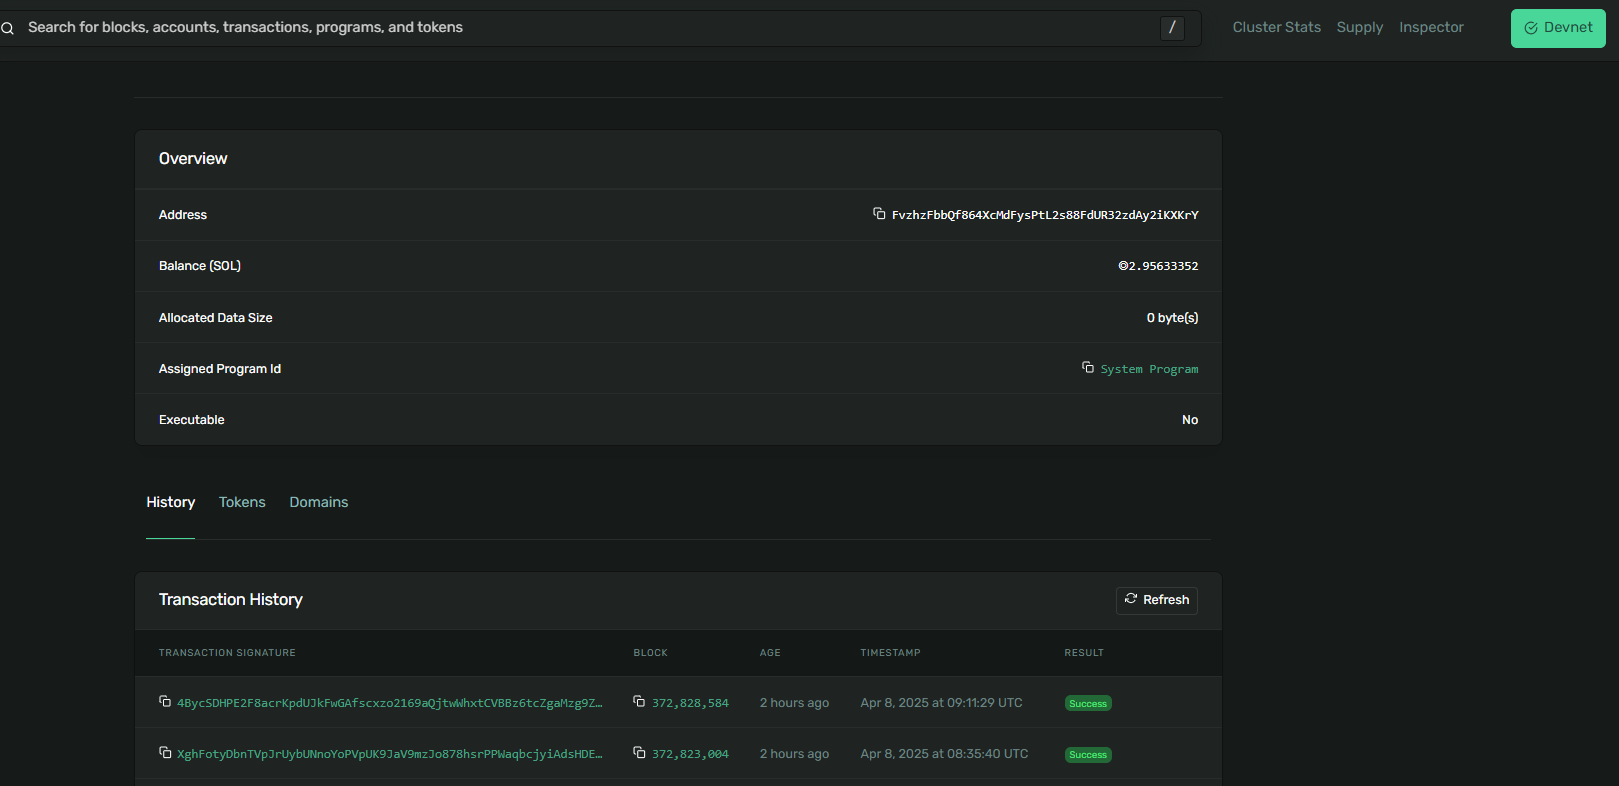 Search for blocks, accounts, transactions, programs, and tokens / Cluster Stats Supply Inspector Devnet
Overview
Address FvzhzFbbQf864XcMdFysPtL2s88FdUR32zdAy2iKXKrY
Balance (SOL) ◎2.95633352
Allocated Data Size 0 byte(s)
Assigned Program Id System Program
Executable No
History Tokens Domains
Transaction History Refresh
TRANSACTION SIGNATURE BLOCK AGE TIMESTAMP RESULT
4BycSDHPE2F8acrKpdUJkFwGAfscxzo2169aQjtwWhxtCVBBz6tcZgaMzg9Z… 372,828,584 2 hours ago Apr 8, 2025 at 09:11:29 UTC Success
XghFotyDbnTVpJrUybUNnoYoPVpUK9JaV9mzJo878hsrPPWaqbcjyiAdsHDE… 372,823,004 2 hours ago Apr 8, 2025 at 08:35:40 UTC Success